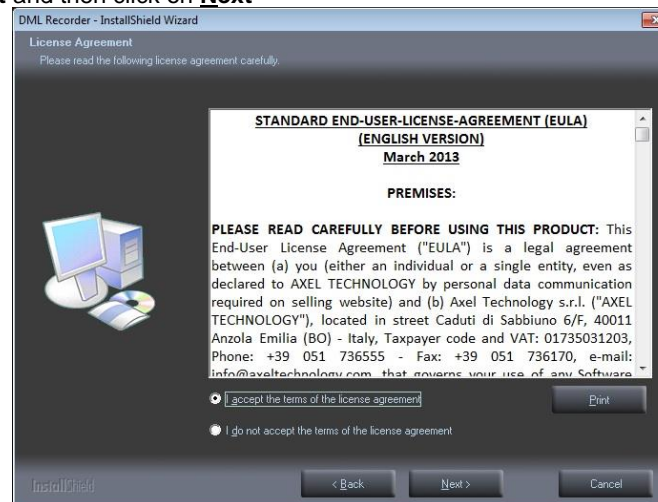 t and then click on Next
DML Recorder - InstallShield Wizard
License Agreement
Please read the following license agreement carefully.
STANDARD END-USER-LICENSE-AGREEMENT (EULA)
(ENGLISH VERSION)
March 2013
PREMISES:
PLEASE READ CAREFULLY BEFORE USING THIS PRODUCT: This
End-User License Agreement ("EULA") is a legal agreement
between (a) you (either an individual or a single entity, even as
declared to AXEL TECHNOLOGY by personal data communication
required on selling website) and (b) Axel Technology s.r.l. ("AXEL
TECHNOLOGY"), located in street Caduti di Sabbiuno 6/F, 40011
Anzola Emilia (BO) - Italy, Taxpayer code and VAT: 01735031203,
Phone: +39 051 736555 - Fax: +39 051 736170, e-mail:
info@axeltechnology.com, that governs your use of any Software
I accept the terms of the license agreement
Print
I do not accept the terms of the license agreement
InstallShield
< Back
Next >
Cancel